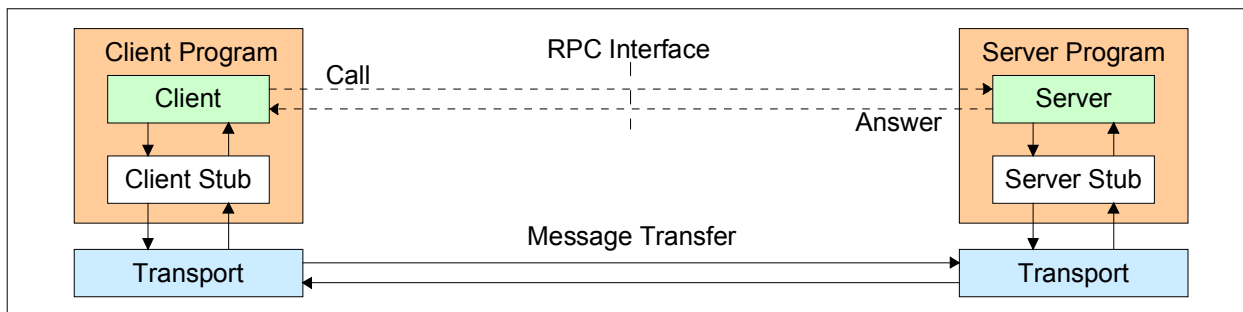 Client Program
RPC Interface
Server Program
Call
Client
Server
Answer
Client Stub
Server Stub
Message Transfer
Transport
Transport